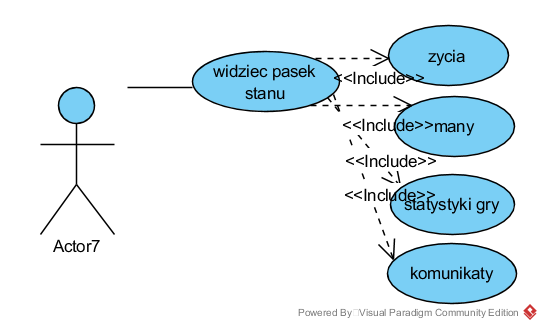 widziec pasek
stanu
zycia
<<Include>>
<<Include>>
many
<<Include>>
<<Include>>
statystyki gry
Actor7
komunikaty
Powered By Visual Paradigm Community Edition